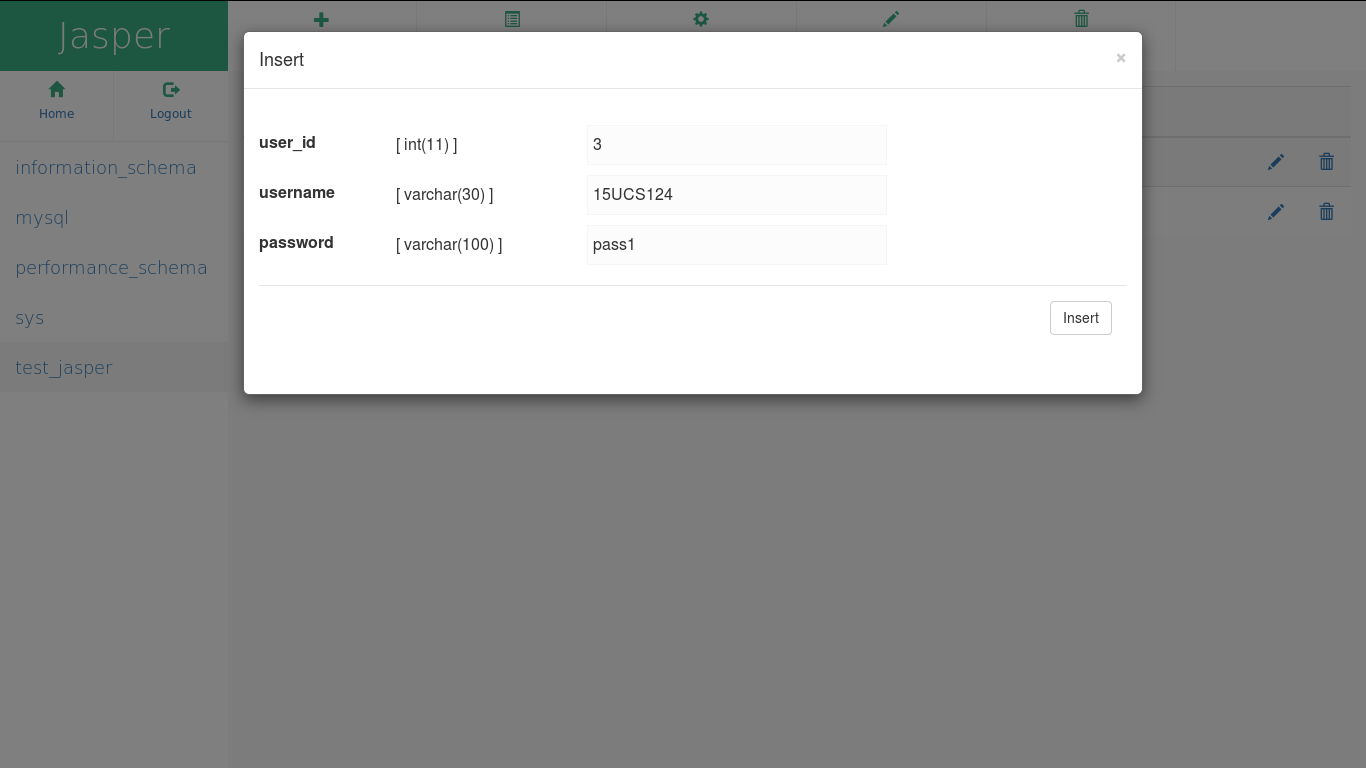 Jasper
Home
Logout
information_schema
mysql
performance_schema
sys
test_jasper
Insert
×
user_id [ int(11) ] 3
username [ varchar(30) ] 15UCS124
password [ varchar(100) ] pass1
Insert